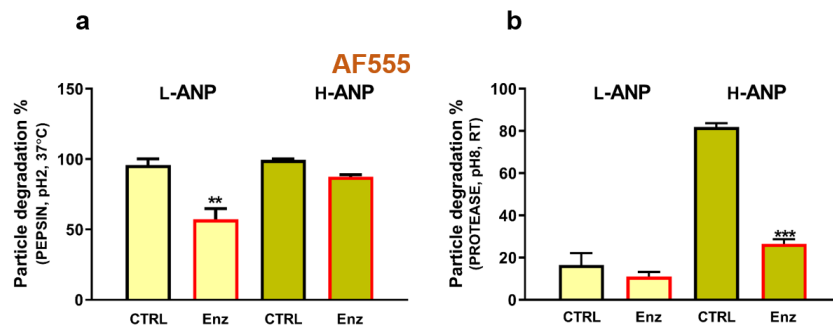 a
AF555
L-ANP H-ANP
Particle degradation %
(PEPSIN, pH2, 37°C)
150
100
50
0
**
CTRL Enz CTRL Enz
b
L-ANP H-ANP
Particle degradation %
(PROTEASE, pH8, RT)
100
80
60
40
20
0
***
CTRL Enz CTRL Enz